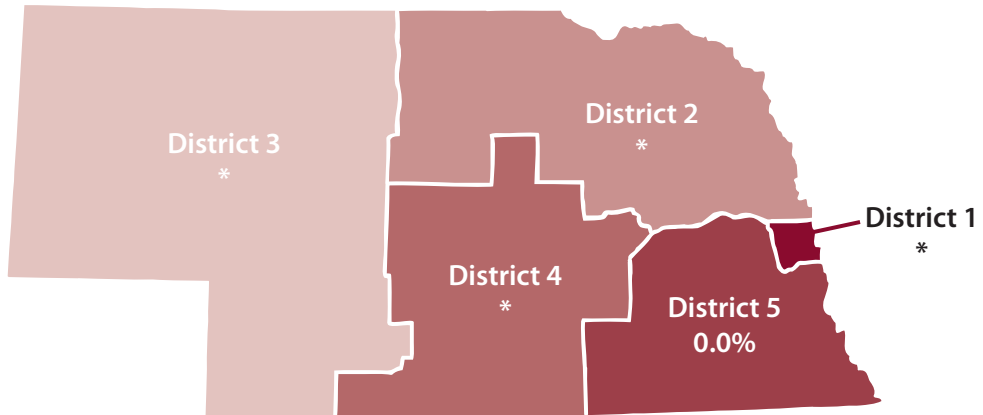 District 2
*
District 3
*
District 1
*
District 4
*
District 5
0.0%